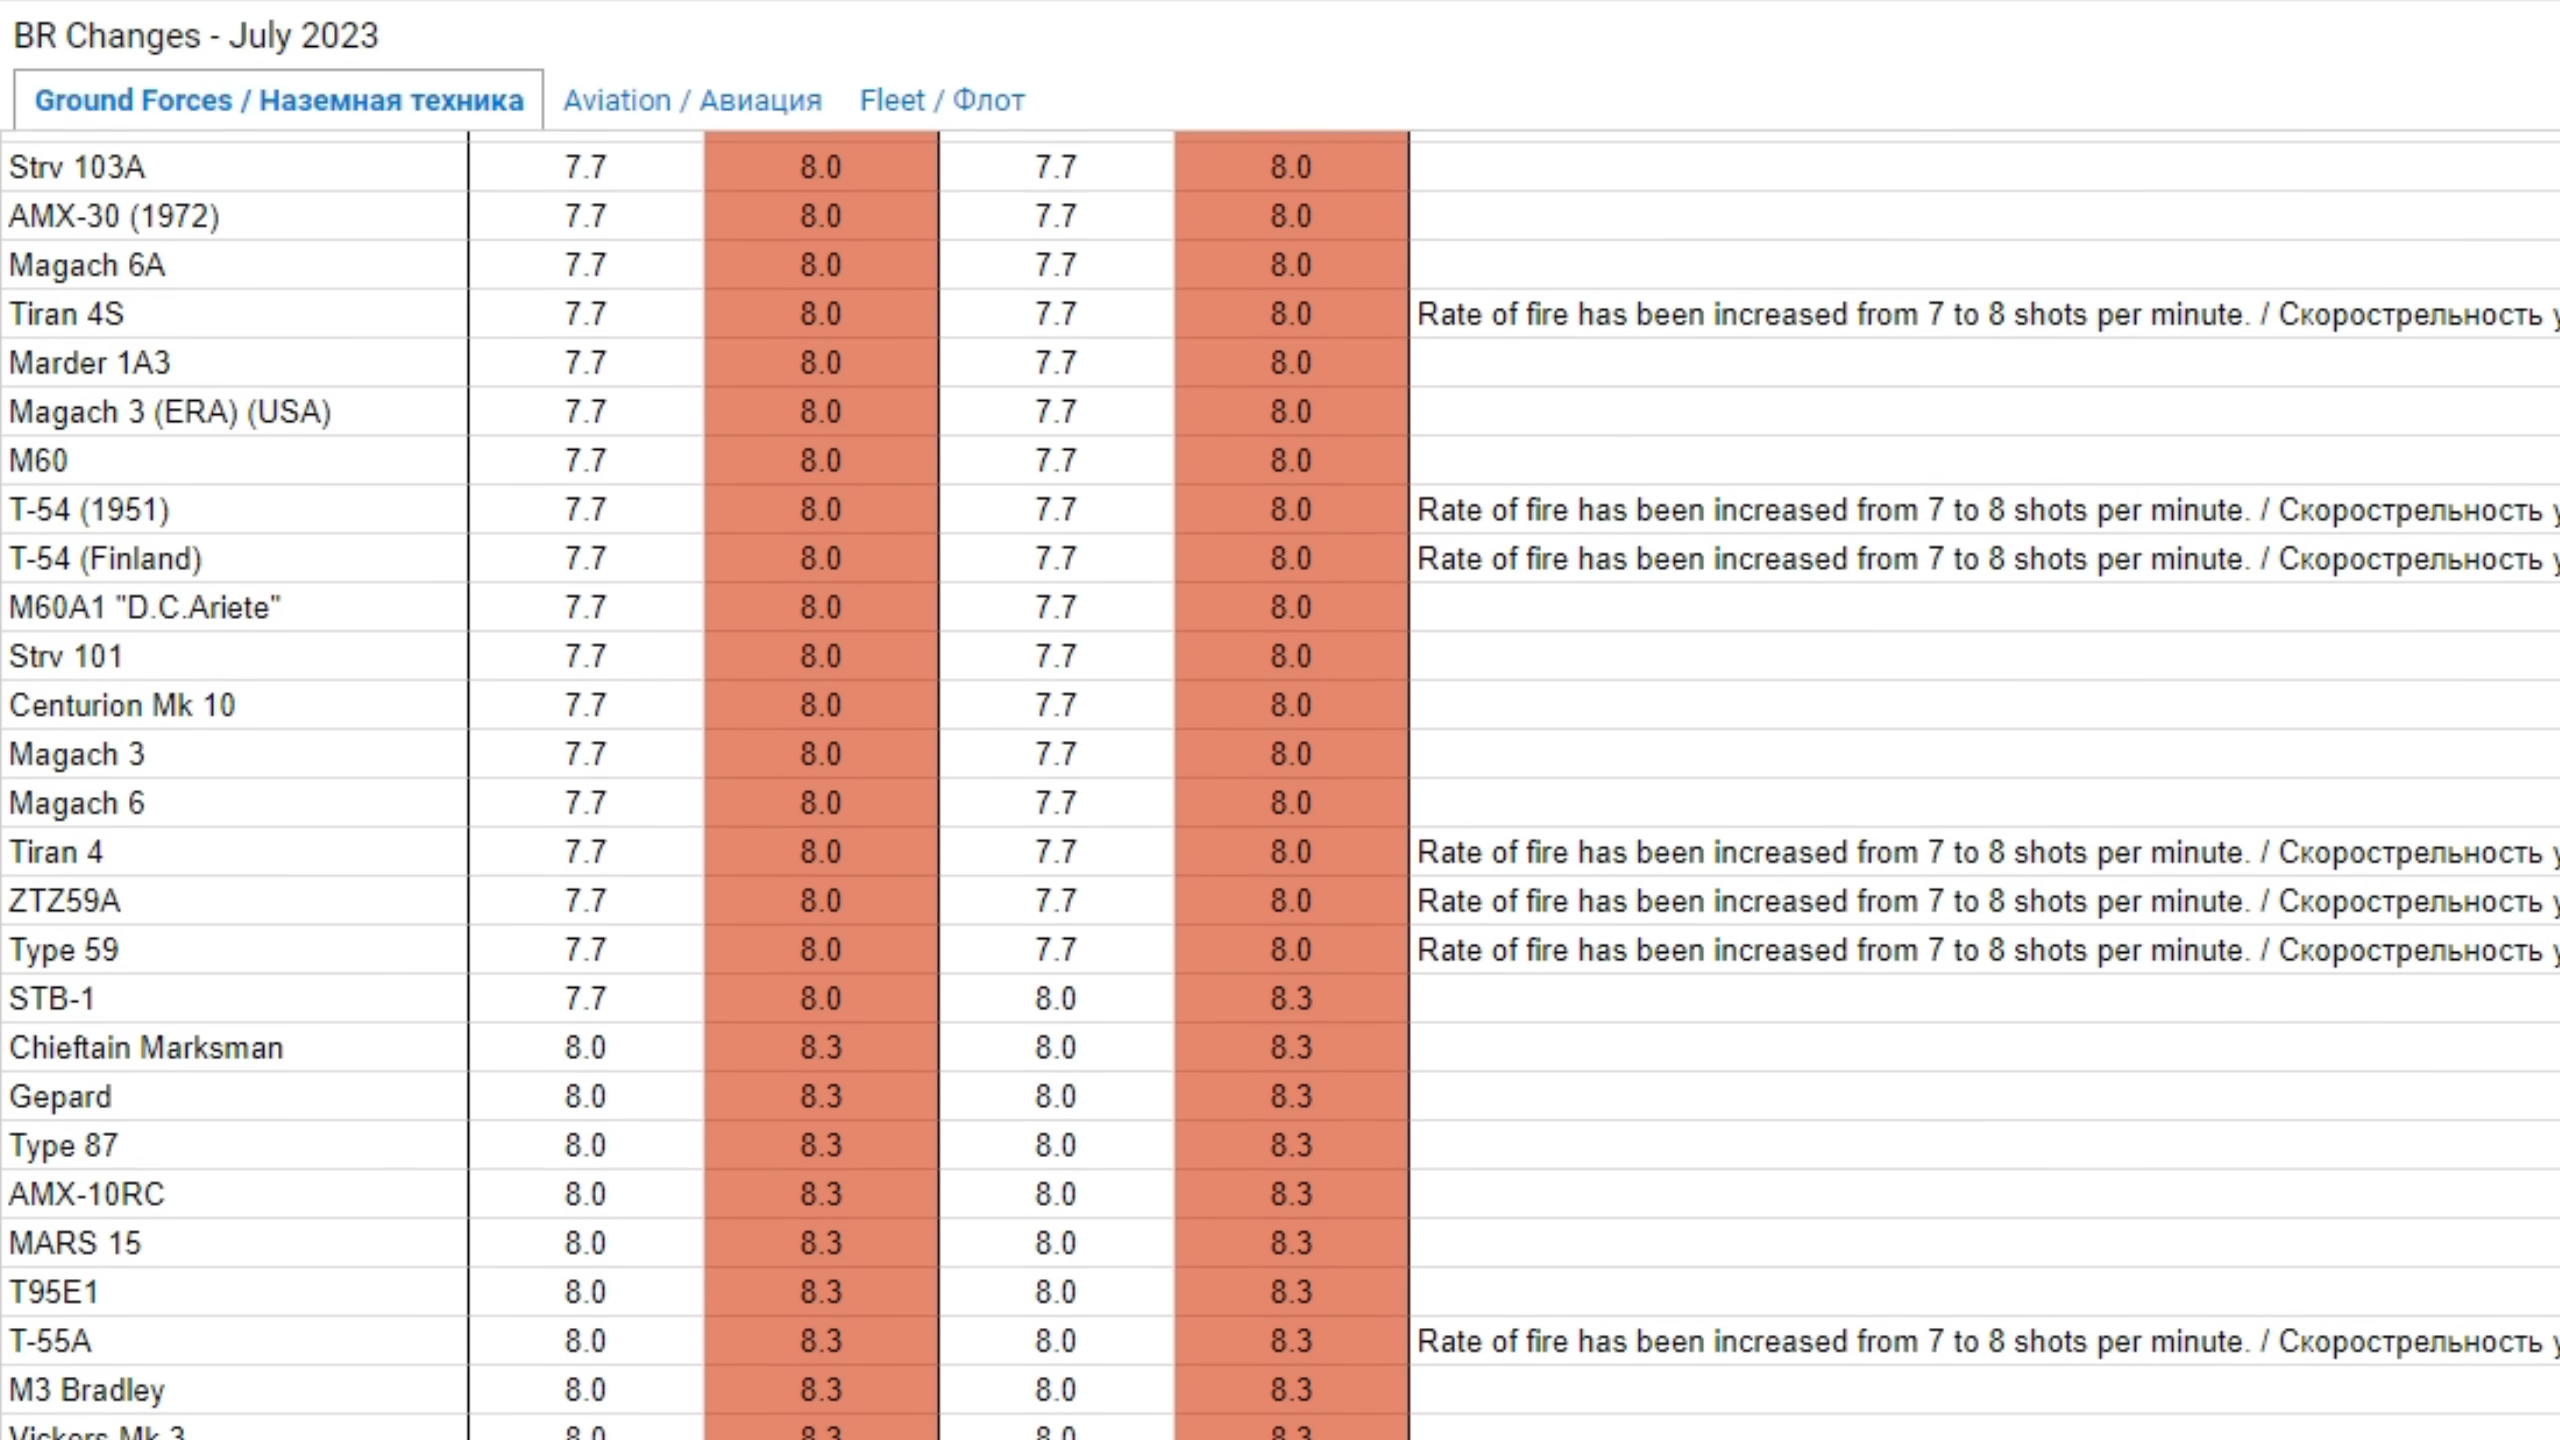 BR Changes - July 2023
Ground Forces / Наземная техника Aviation / Авиация Fleet / Флот
Strv 103A 7.7 8.0 7.7 8.0
AMX-30 (1972) 7.7 8.0 7.7 8.0
Magach 6A 7.7 8.0 7.7 8.0
Tiran 4S 7.7 8.0 7.7 8.0 Rate of fire has been increased from 7 to 8 shots per minute. / Скорострельность
Marder 1A3 7.7 8.0 7.7 8.0
Magach 3 (ERA) (USA) 7.7 8.0 7.7 8.0
M60 7.7 8.0 7.7 8.0
T-54 (1951) 7.7 8.0 7.7 8.0 Rate of fire has been increased from 7 to 8 shots per minute. / Скорострельность
T-54 (Finland) 7.7 8.0 7.7 8.0 Rate of fire has been increased from 7 to 8 shots per minute. / Скорострельность
M60A1 "D.C.Ariete" 7.7 8.0 7.7 8.0
Strv 101 7.7 8.0 7.7 8.0
Centurion Mk 10 7.7 8.0 7.7 8.0
Magach 3 7.7 8.0 7.7 8.0
Magach 6 7.7 8.0 7.7 8.0
Tiran 4 7.7 8.0 7.7 8.0 Rate of fire has been increased from 7 to 8 shots per minute. / Скорострельность
ZTZ59A 7.7 8.0 7.7 8.0 Rate of fire has been increased from 7 to 8 shots per minute. / Скорострельность
Type 59 7.7 8.0 7.7 8.0 Rate of fire has been increased from 7 to 8 shots per minute. / Скорострельность
STB-1 7.7 8.0 8.0 8.3
Chieftain Marksman 8.0 8.3 8.0 8.3
Gepard 8.0 8.3 8.0 8.3
Type 87 8.0 8.3 8.0 8.3
AMX-10RC 8.0 8.3 8.0 8.3
MARS 15 8.0 8.3 8.0 8.3
T95E1 8.0 8.3 8.0 8.3
T-55A 8.0 8.3 8.0 8.3 Rate of fire has been increased from 7 to 8 shots per minute. / Скорострельность
M3 Bradley 8.0 8.3 8.0 8.3
Vickers Mk 3 8.0 8.3 8.0 8.3